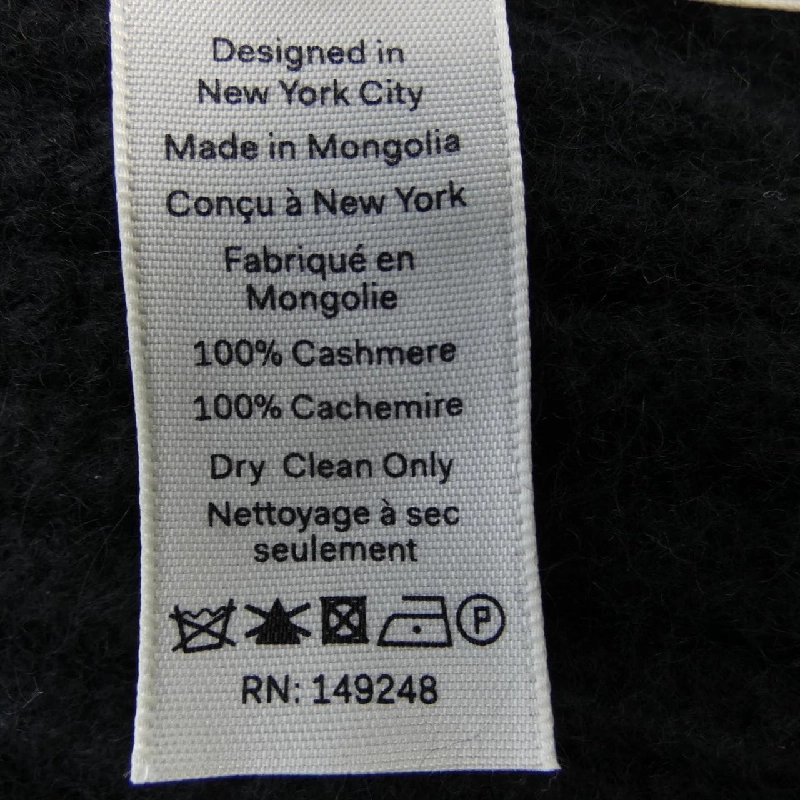 Designed in
New York City
Made in Mongolia
Conçu à New York
Fabriqué en
Mongolie
100% Cashmere
100% Cachemire
Dry Clean Only
Nettoyage à sec
seulement
P
RN: 149248